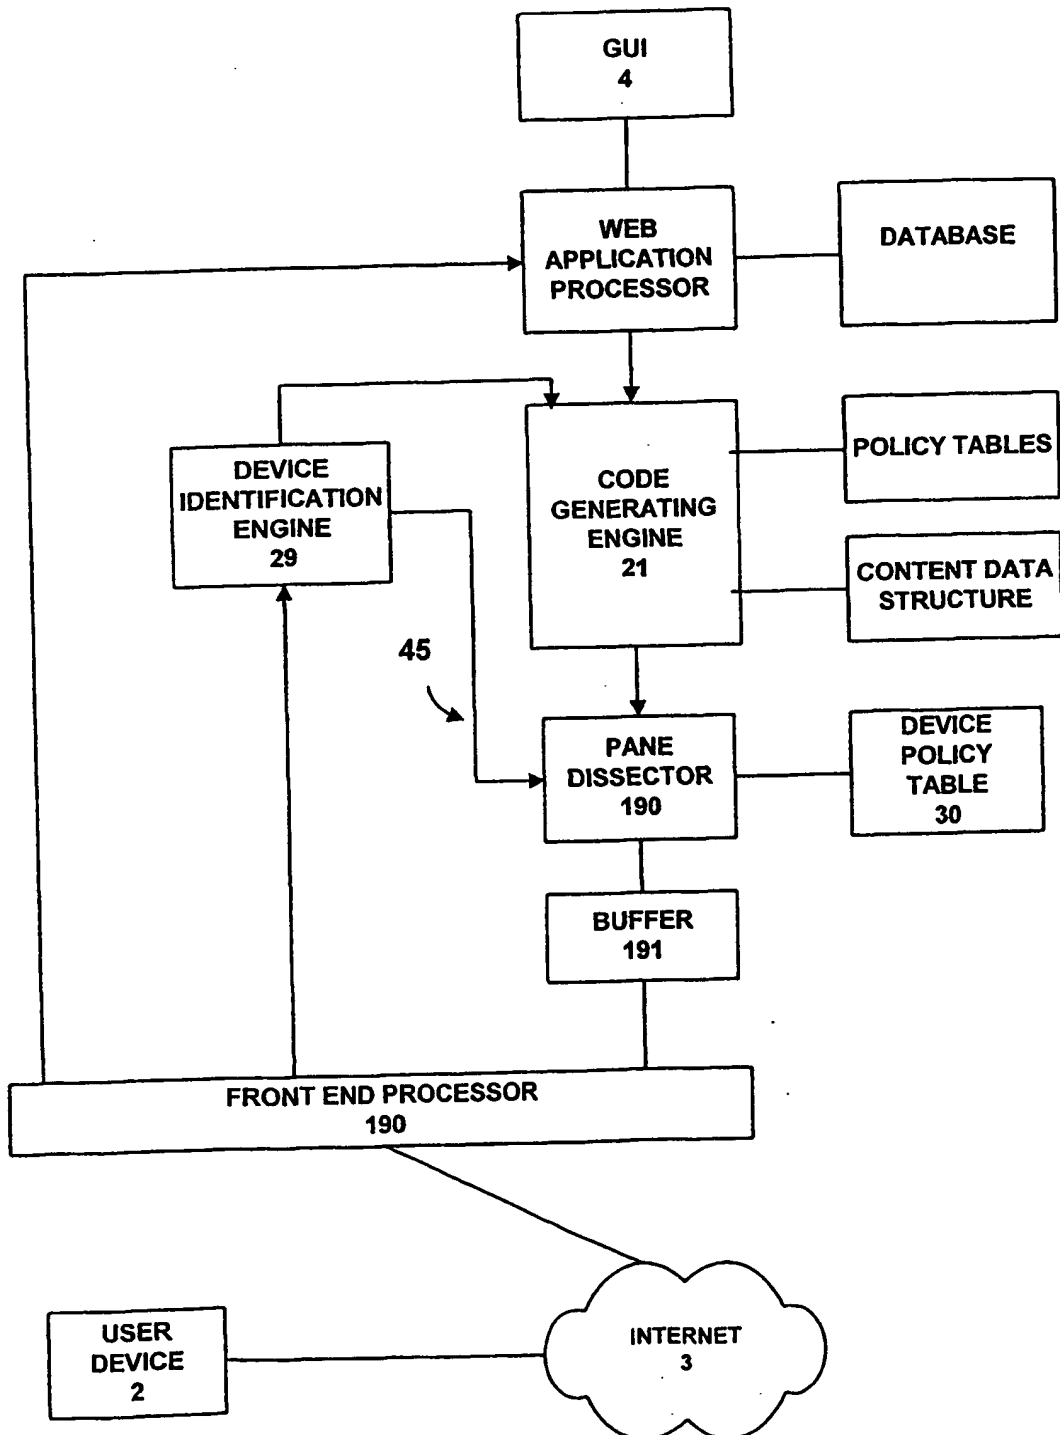 GUI
4
WEB
APPLICATION
PROCESSOR
DATABASE
DEVICE
IDENTIFICATION
ENGINE
29
CODE
GENERATING
ENGINE
21
POLICY TABLES
CONTENT DATA
STRUCTURE
45
PANE
DISSECTOR
190
DEVICE
POLICY
TABLE
30
BUFFER
191
FRONT END PROCESSOR
190
USER
DEVICE
2
INTERNET
3